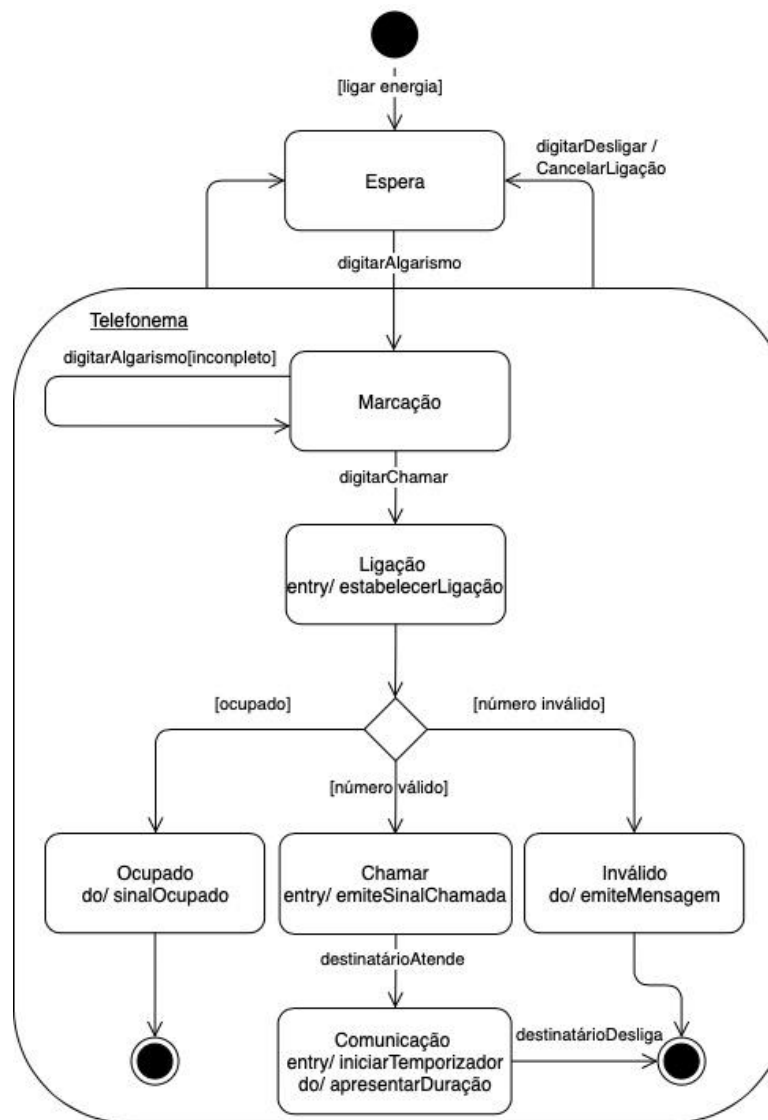 [ligar energia]
Espera
digitarDesligar /
CancelarLigação
digitarAlgarismo
Telefonema
digitarAlgarismo[inconpleto]
Marcação
digitarChamar
Ligação
entry/ estabelecerLigação
[ocupado]
[número inválido]
[número válido]
Ocupado
do/ sinalOcupado
Chamar
entry/ emiteSinalChamada
Inválido
do/ emiteMensagem
destinatárioAtende
Comunicação
entry/ iniciarTemporizador
do/ apresentarDuração
destinatárioDesliga